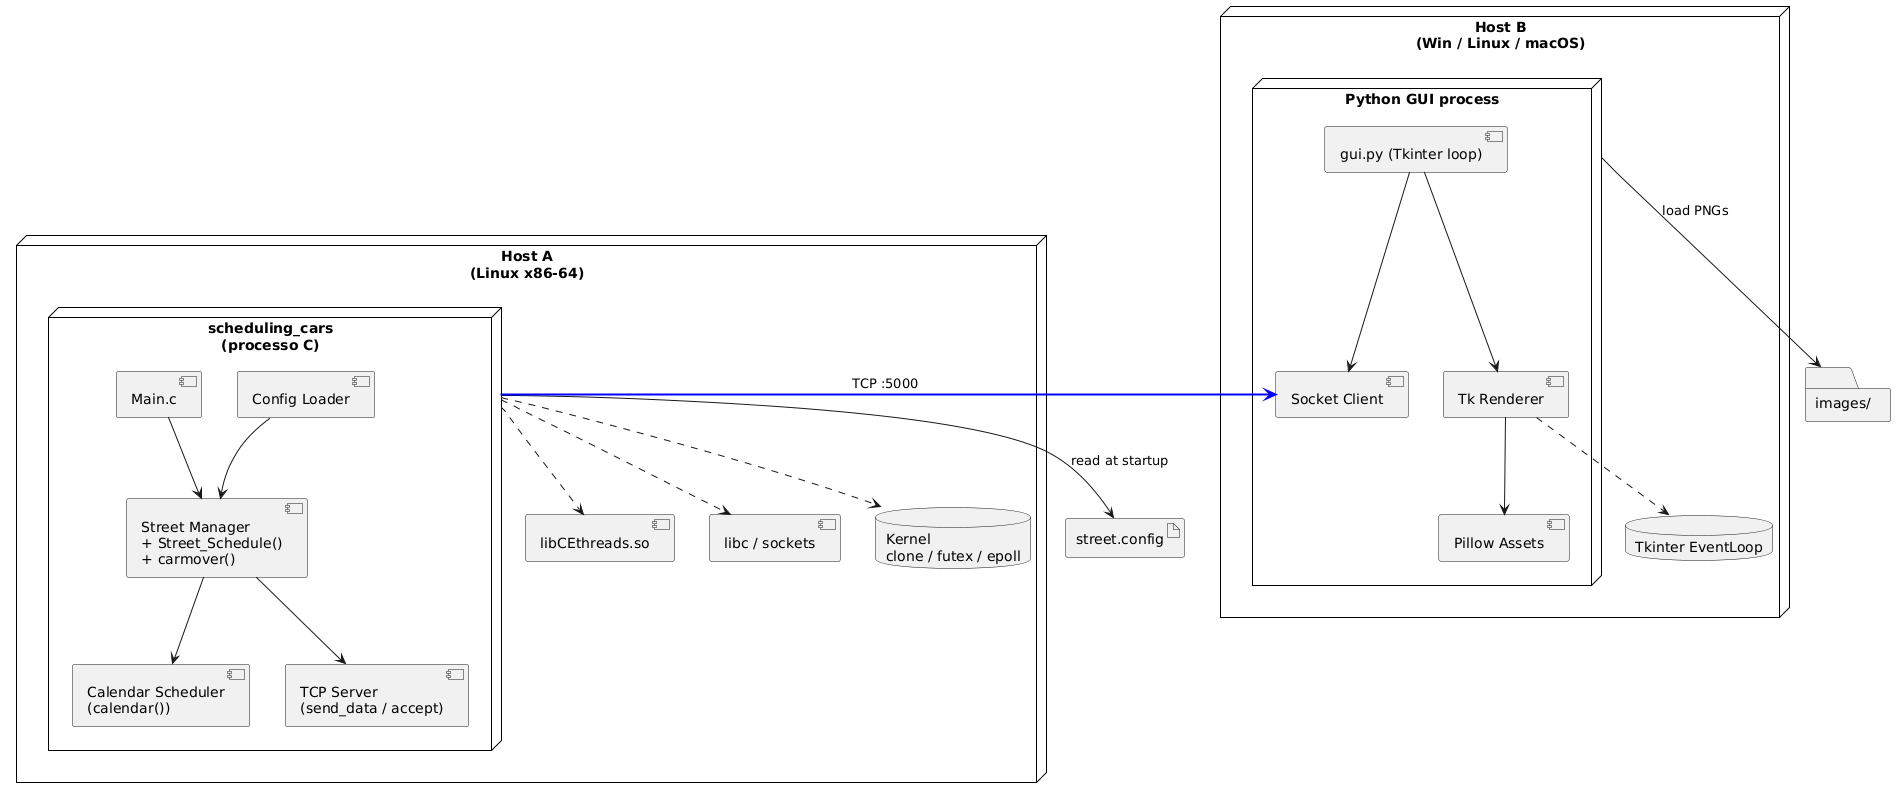 Host B
(Win / Linux / macOS)
Python GUI process
gui.py (Tkinter loop)
load PNGs
Host A
(Linux x86-64)
scheduling_cars
(processo C)
Main.c
Config Loader
TCP :5000
Socket Client
Tk Renderer
images/
read at startup
Street Manager
+ Street_Schedule()
+ carmover()
libCEthreads.so
libc / sockets
Kernel
clone / futex / epoll
street.config
Pillow Assets
Tkinter EventLoop
Calendar Scheduler
(calendar())
TCP Server
(send_data / accept)